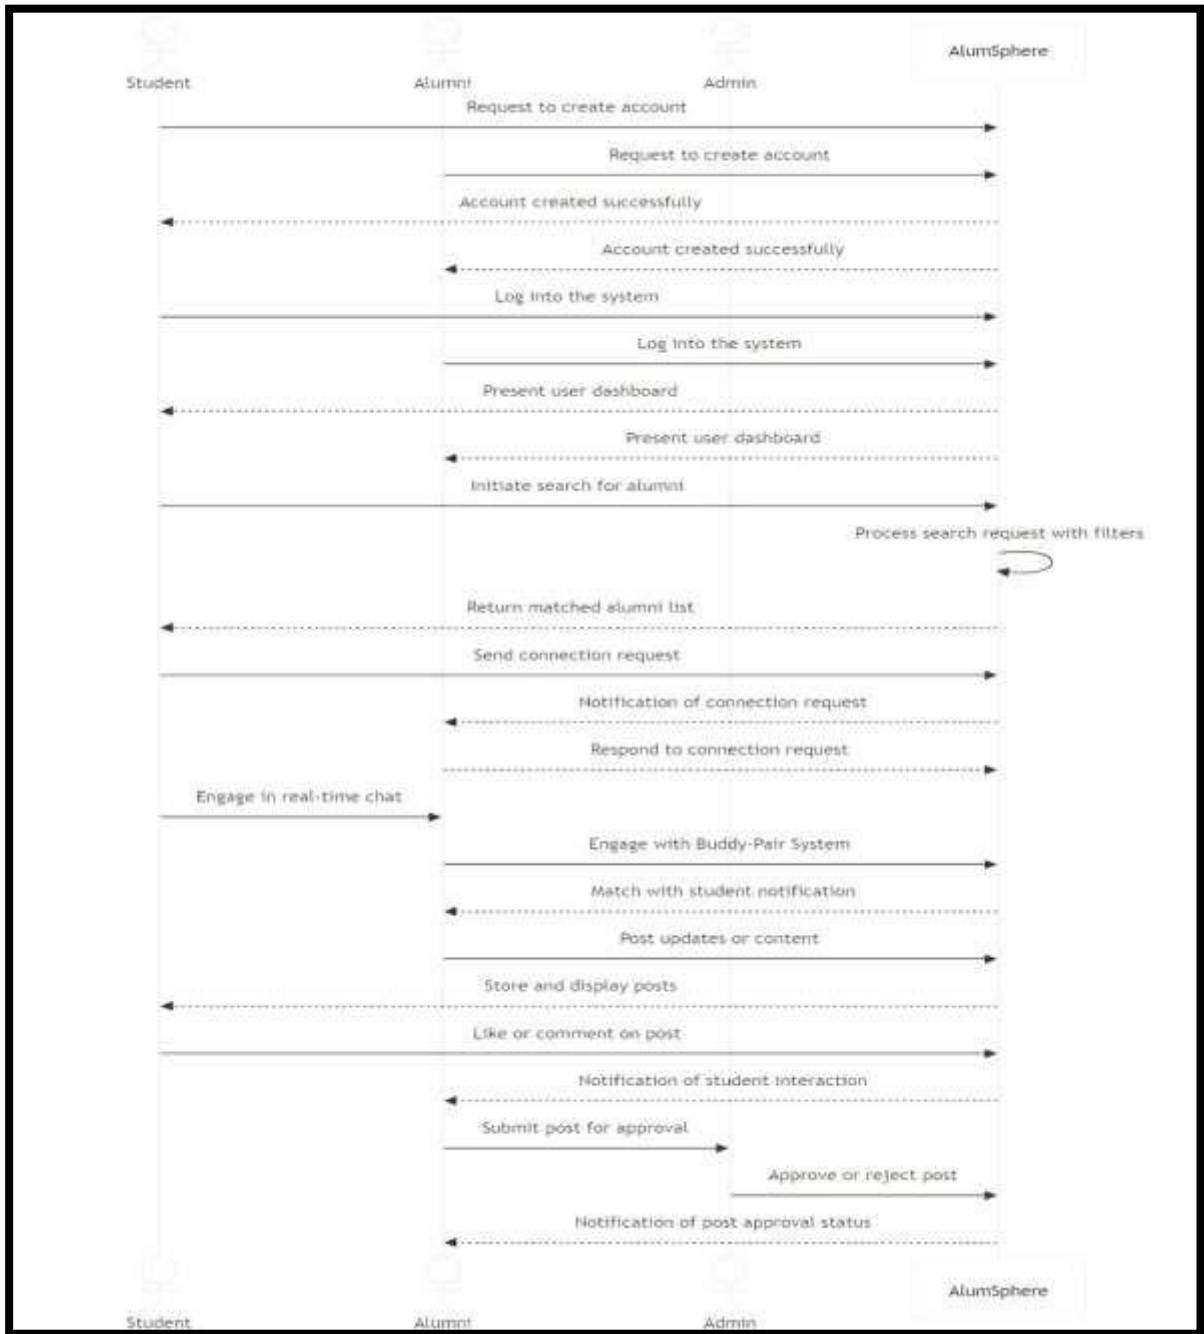 AlumSphere
Student Alumni Admin
Request to create account
Request to create account
Account created successfully
Account created successfully
Log into the system
Log into the system
Present user dashboard
Present user dashboard
Initiate search for alumni
Process search request with filters
Return matched alumni list
Send connection request
Notification of connection request
Respond to connection request
Engage in real-time chat
Engage with Buddy-Pair System
Match with student notification
Post updates or content
Store and display posts
Like or comment on post
Notification of student interaction
Submit post for approval
Approve or reject post
Notification of post approval status
AlumSphere
Student Alumni Admin